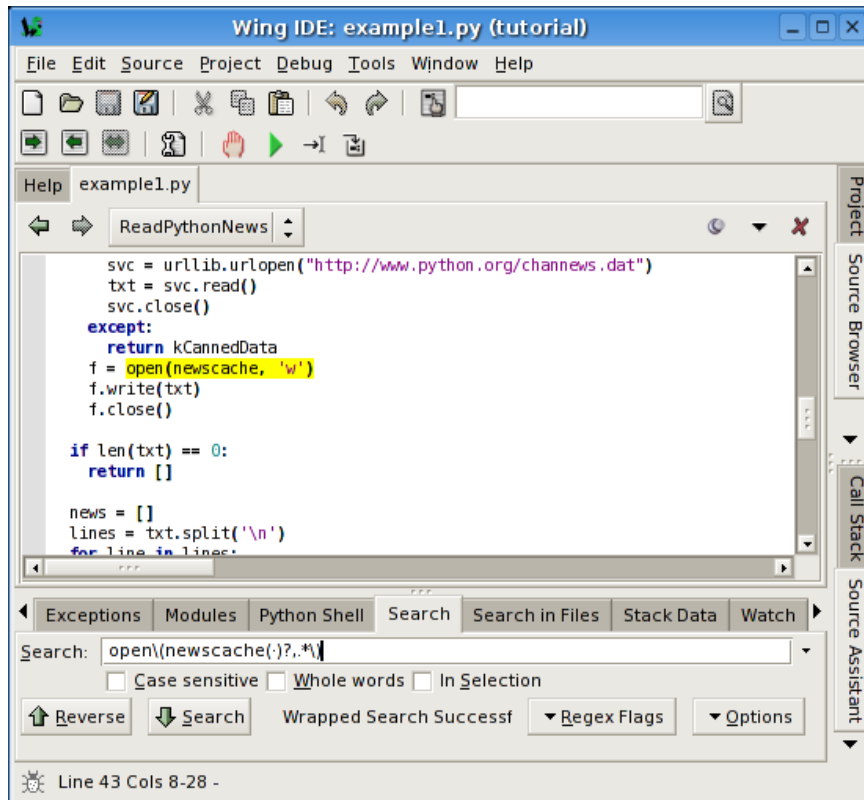 Wing IDE: example1.py (tutorial)
File Edit Source Project Debug Tools Window Help
Help example1.py
ReadPythonNews
svc = urllib.urlopen("http://www.python.org/channews.dat")
txt = svc.read()
svc.close()
except:
return kCannedData
f = open(newscache, 'w')
f.write(txt)
f.close()
if len(txt) == 0:
return []
news = []
lines = txt.split('\n')
for line in lines:
Project
Source Browser
Call Stack
Source Assistant
Exceptions Modules Python Shell Search Search in Files Stack Data Watch
Search: open\(newscache(·)?,.*\)
Case sensitive Whole words In Selection
Reverse Search Wrapped Search Successf Regex Flags Options
Line 43 Cols 8-28 -